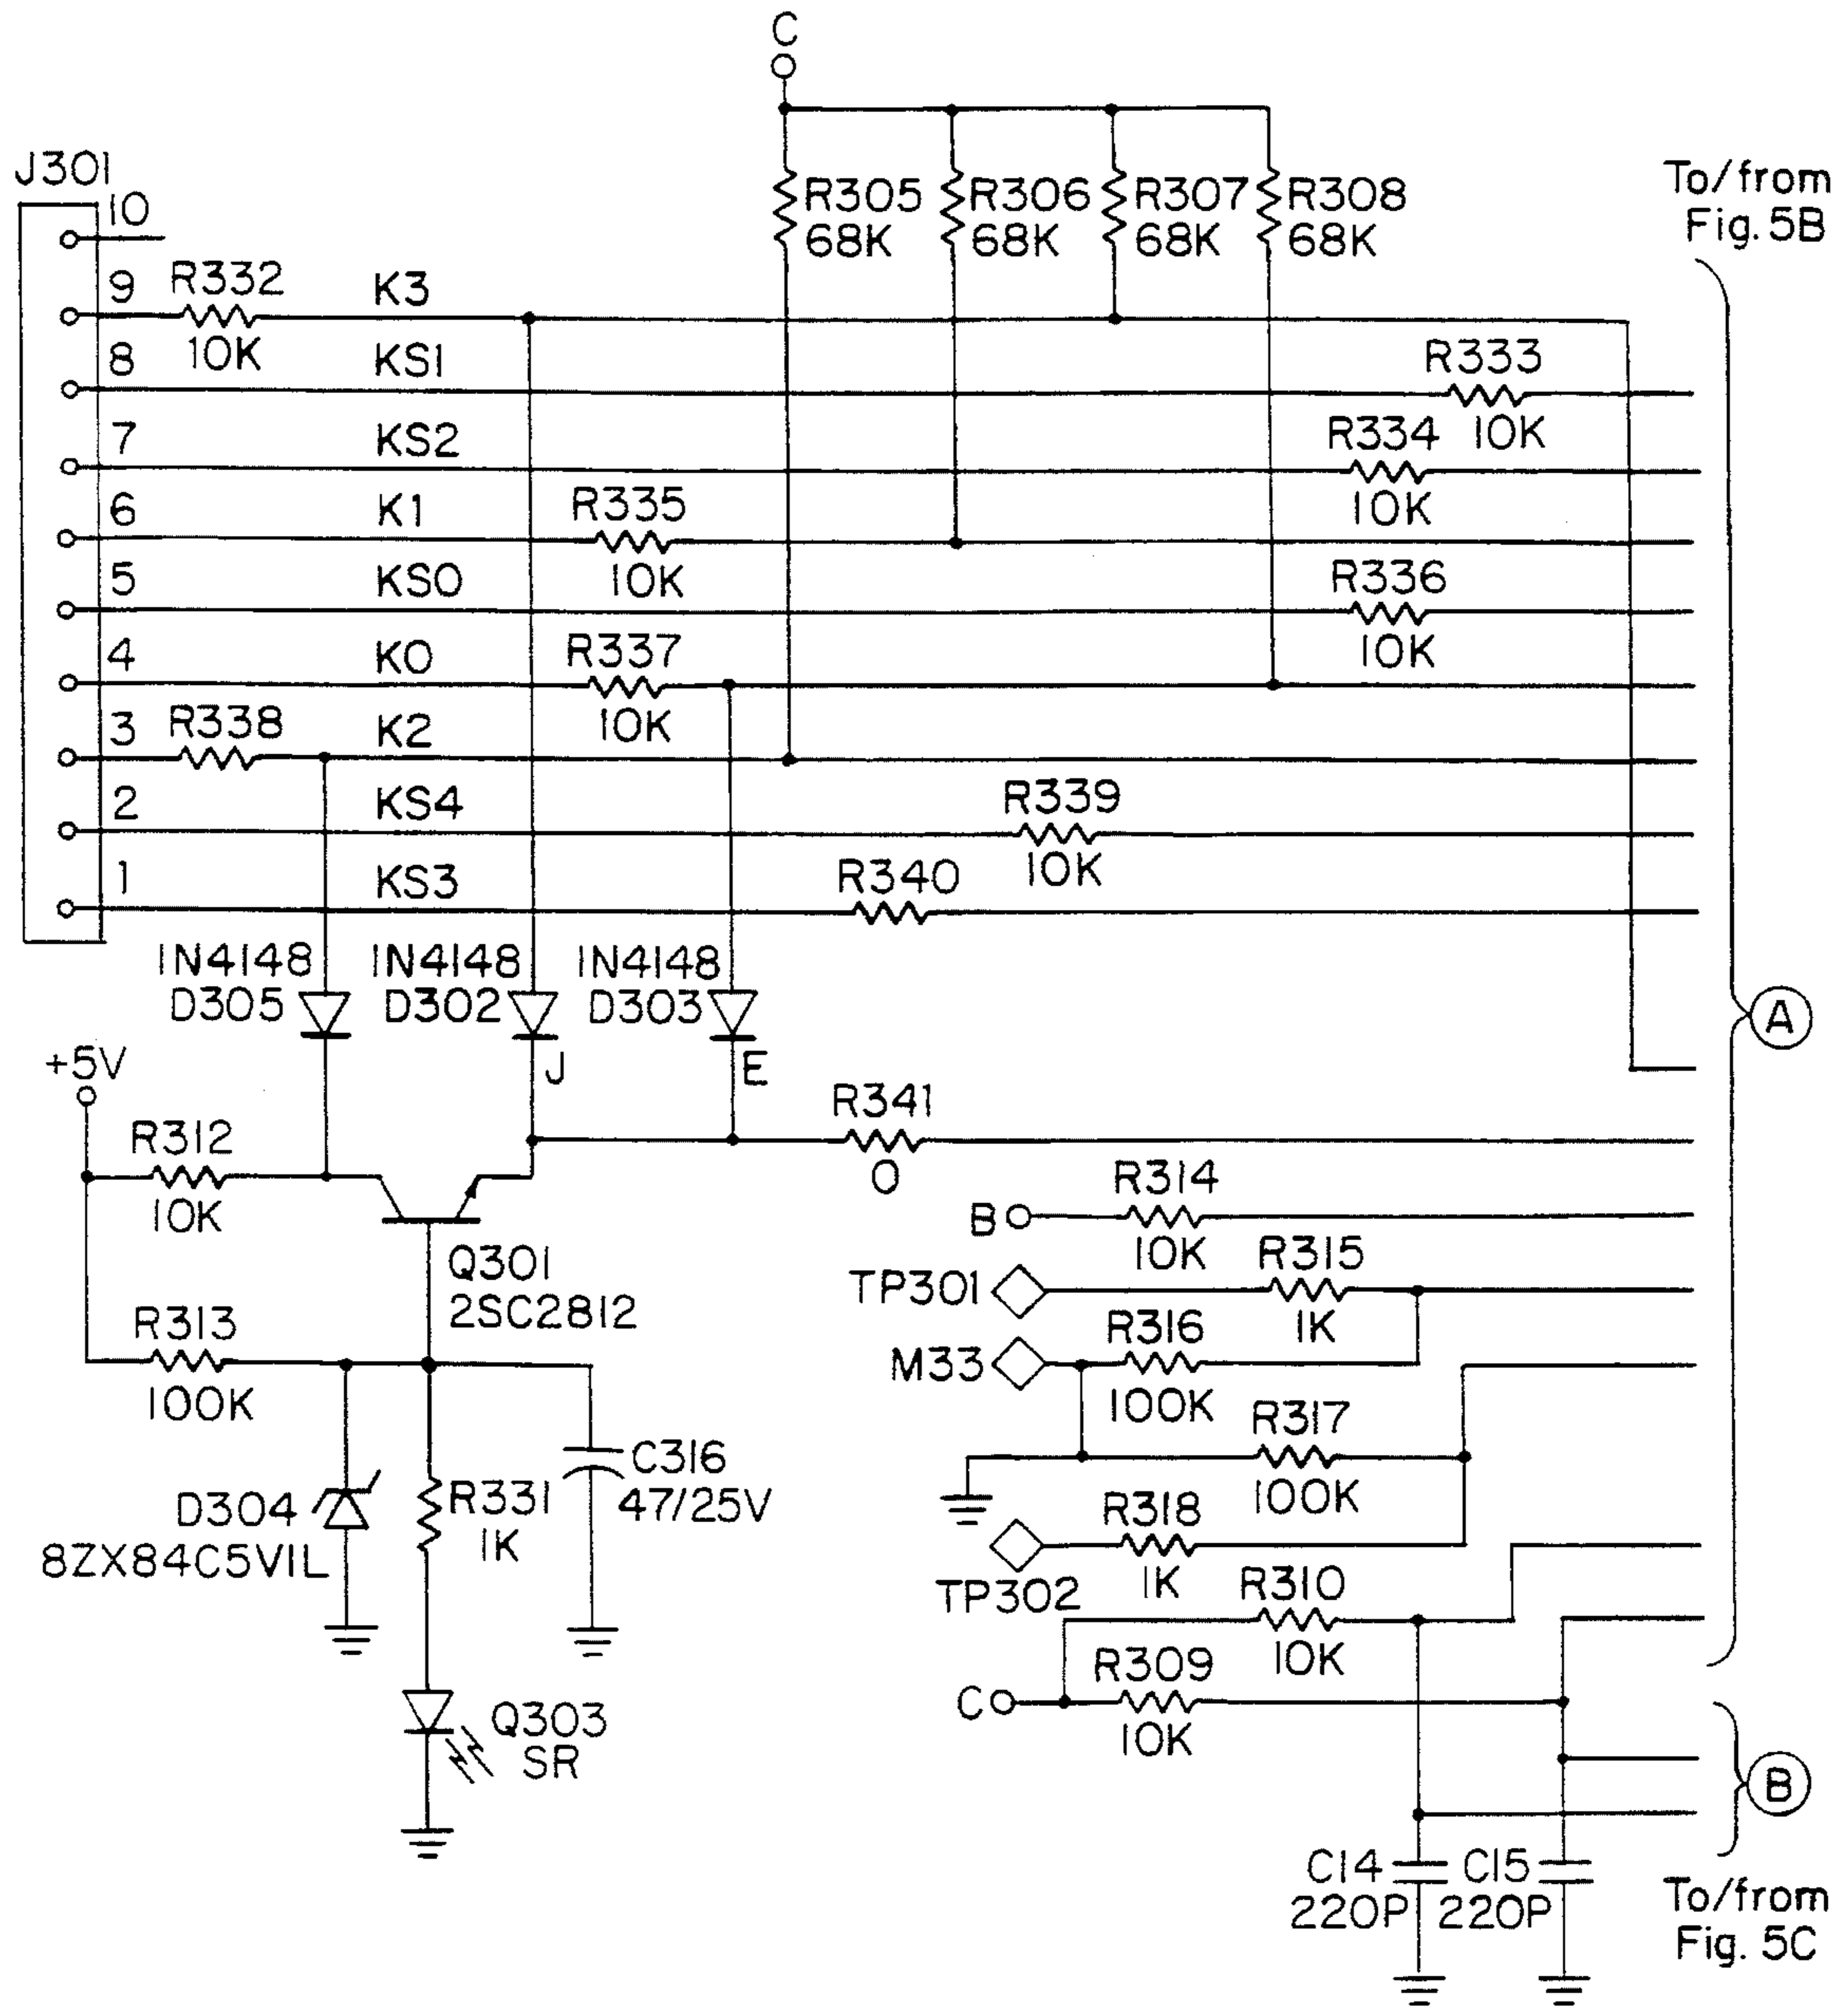 C
J301
10
R305
68K
R306
68K
R307
68K
R308
68K
To/from
Fig. 5B
9
R332
10K
K3
8
KS1
R333
10K
7
KS2
R334
10K
6
K1
R335
10K
5
KS0
R336
10K
4
K0
R337
10K
3
R338
K2
2
KS4
R339
10K
1
KS3
R340
1N4148
D305
1N4148
D302
1N4148
D303
A
+5V
J
E
R341
0
R312
10K
B
R314
10K
Q301
2SC2812
TP301
R315
1K
R313
100K
M33
R316
100K
R317
100K
C316
47/25V
D304
8ZX84C5V1L
R331
1K
TP302
R318
1K
R310
10K
C
R309
10K
Q303
SR
B
C14
220P
C15
220P
To/from
Fig. 5C